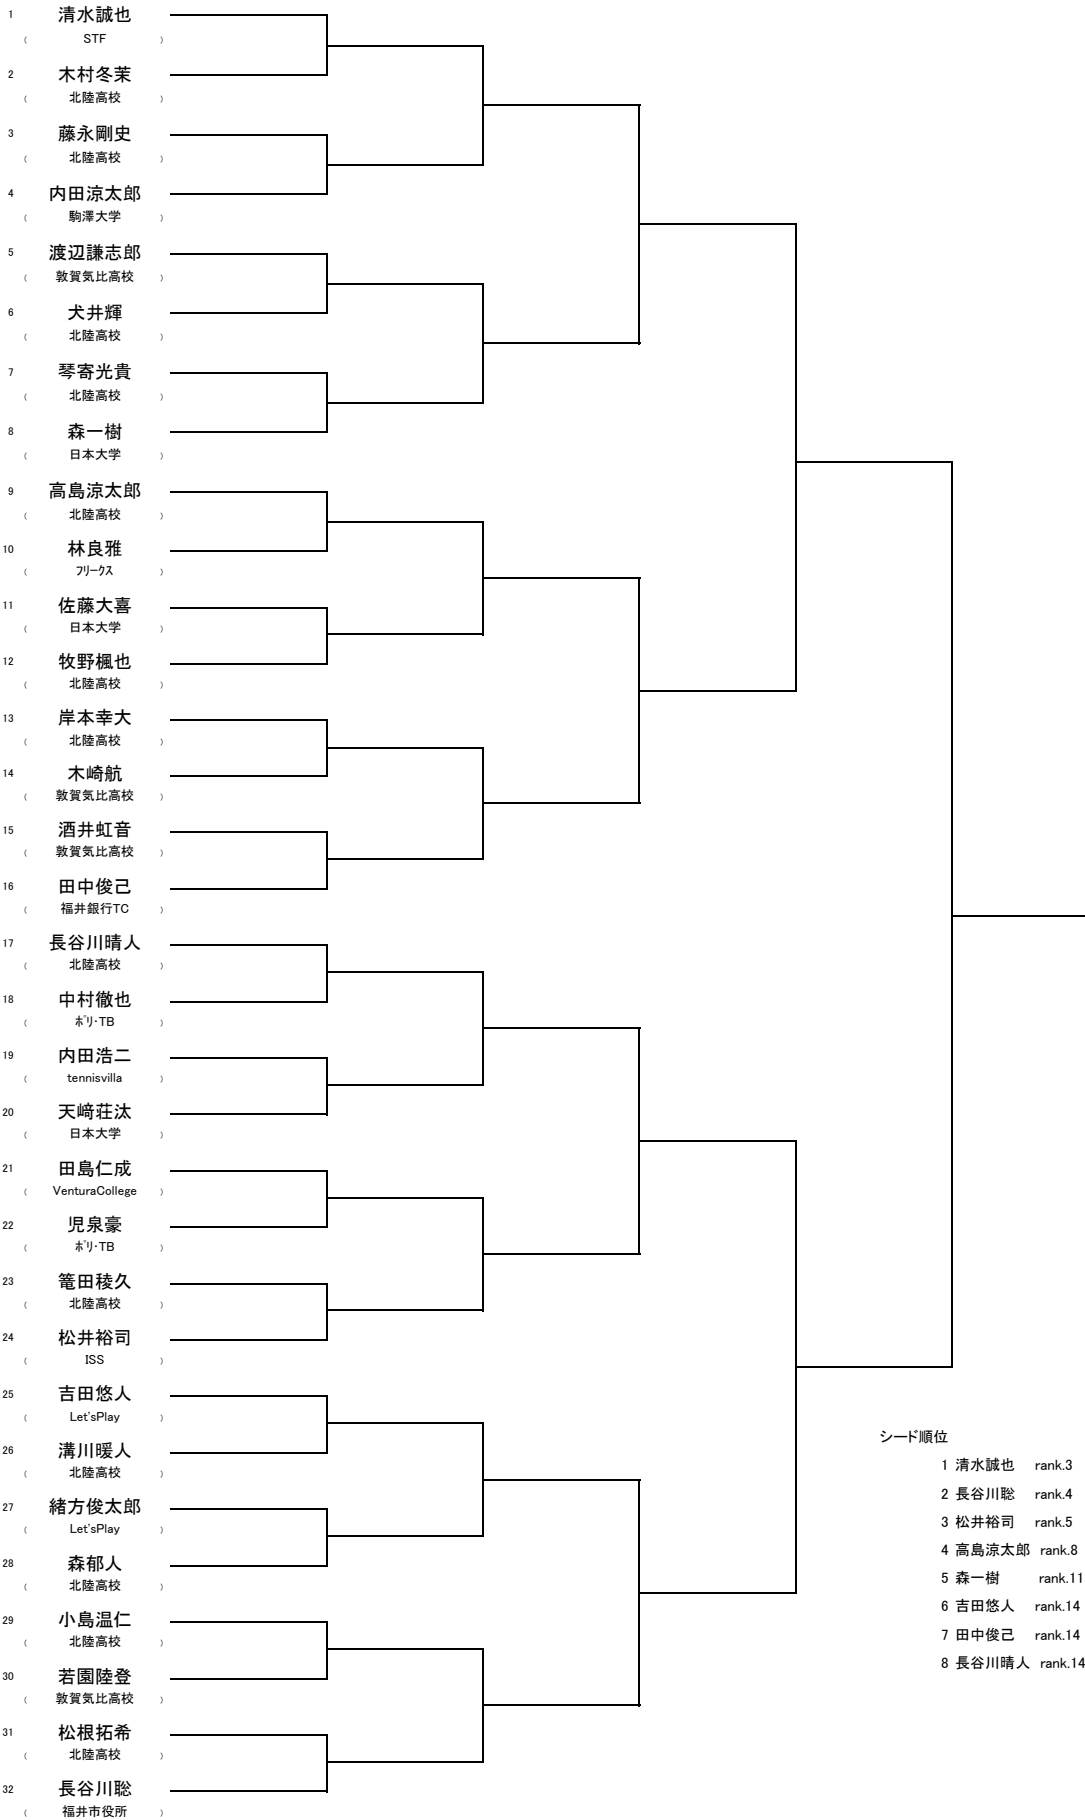 1 清水誠也
( STF )
2 木村冬茉
( 北陸高校 )
3 藤永剛史
( 北陸高校 )
4 内田涼太郎
( 駒澤大学 )
5 渡辺謙志郎
( 敦賀気比高校 )
6 犬井輝
( 北陸高校 )
7 琴寄光貴
( 北陸高校 )
8 森一樹
( 日本大学 )
9 高島涼太郎
( 北陸高校 )
10 林良雅
( ﾌﾘｰｸｽ )
11 佐藤大喜
( 日本大学 )
12 牧野楓也
( 北陸高校 )
13 岸本幸大
( 北陸高校 )
14 木崎航
( 敦賀気比高校 )
15 酒井虹音
( 敦賀気比高校 )
16 田中俊己
( 福井銀行TC )
17 長谷川晴人
( 北陸高校 )
18 中村徹也
( ﾎﾟﾘ･TB )
19 内田浩二
( tennisvilla )
20 天﨑荘汰
( 日本大学 )
21 田島仁成
( VenturaCollege )
22 児泉豪
( ﾎﾟﾘ･TB )
23 篭田稜久
( 北陸高校 )
24 松井裕司
( ISS )
25 吉田悠人
( Let'sPlay )
26 溝川暖人
( 北陸高校 )
27 緒方俊太郎
( Let'sPlay )
28 森郁人
( 北陸高校 )
29 小島温仁
( 北陸高校 )
30 若園陸登
( 敦賀気比高校 )
31 松根拓希
( 北陸高校 )
32 長谷川聡
( 福井市役所 )
シード順位
1 清水誠也 rank.3
2 長谷川聡 rank.4
3 松井裕司 rank.5
4 高島涼太郎 rank.8
5 森一樹 rank.11
6 吉田悠人 rank.14
7 田中俊己 rank.14
8 長谷川晴人 rank.14